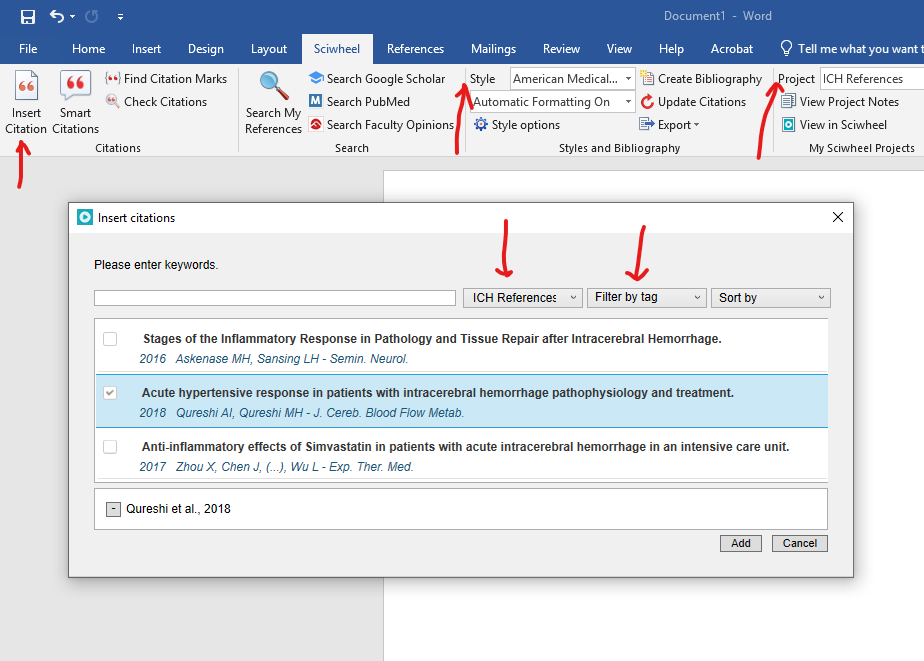 Document1 - Word
File Home Insert Design Layout Sciwheel References Mailings Review View Help Acrobat Tell me what you want t
Insert Citation
Smart Citations
Find Citation Marks
Check Citations
Citations
Search My References
Search Google Scholar
Search PubMed
Search Faculty Opinions
Search
Style American Medical...
Automatic Formatting On
Style options
Create Bibliography
Update Citations
Export
Styles and Bibliography
Project ICH References
View Project Notes
View in Sciwheel
My Sciwheel Projects
Insert citations
Please enter keywords.
ICH References Filter by tag Sort by
Stages of the Inflammatory Response in Pathology and Tissue Repair after Intracerebral Hemorrhage.
2016 Askenase MH, Sansing LH - Semin. Neurol.
Acute hypertensive response in patients with intracerebral hemorrhage pathophysiology and treatment.
2018 Qureshi AI, Qureshi MH - J. Cereb. Blood Flow Metab.
Anti-inflammatory effects of Simvastatin in patients with acute intracerebral hemorrhage in an intensive care unit.
2017 Zhou X, Chen J, (...), Wu L - Exp. Ther. Med.
- Qureshi et al., 2018
Add Cancel